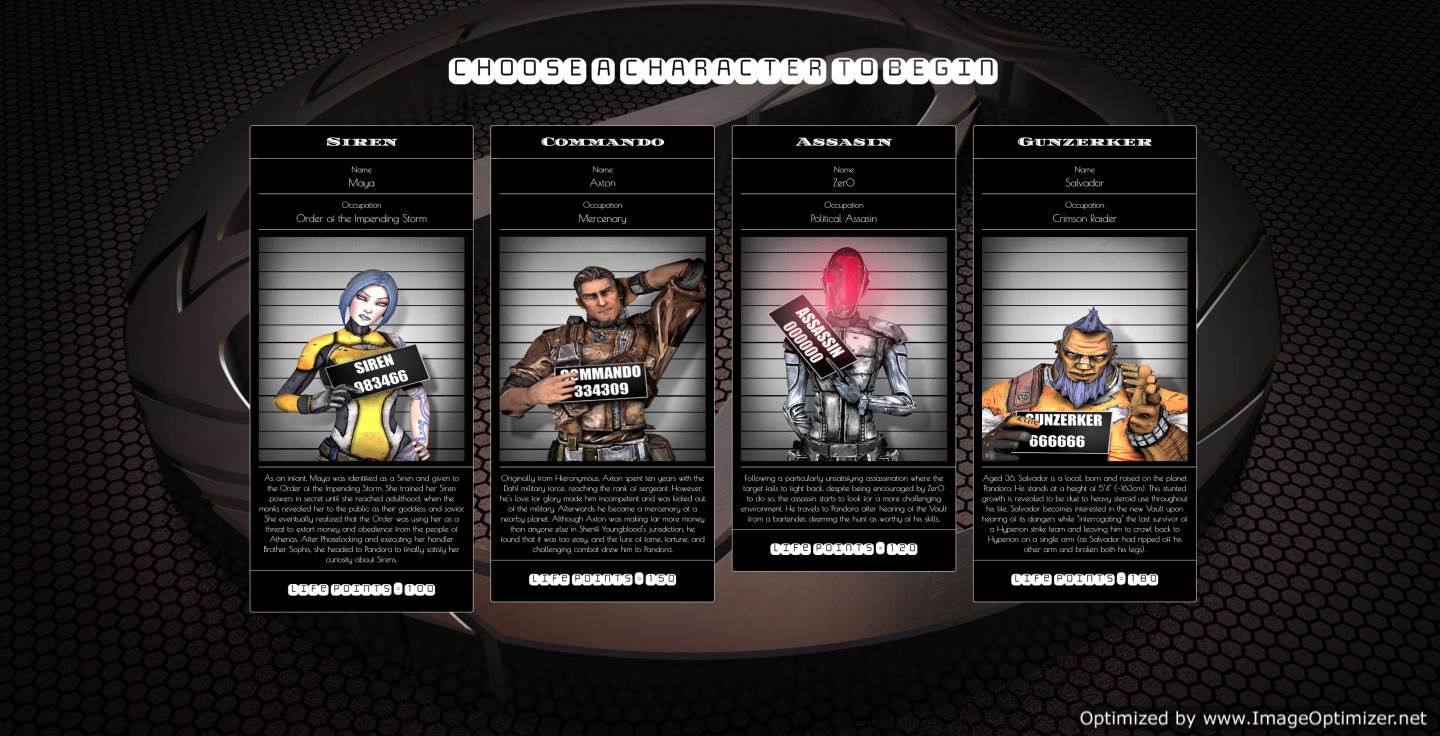 CHOOSE A CHARACTER TO BEGIN
Siren
Name
Maya
Occupation
Order of the Impending Storm
SIREN
983466
As an infant, Maya was identified as a Siren and given to
the Order of the Impending Storm. She trained her Siren
powers in secret until she reached adulthood, when the
monks revealed her to the public as their goddess and savior.
She eventually realized that the Order was using her as a
threat to extort money and obedience from the people of
Athenas. After Phaselocking and executing her handler
Brother Sophis, she headed to Pandora to finally satisfy her
curiosity about Sirens.
LIFE POINTS = 100
Commando
Name
Axton
Occupation
Mercenary
COMMANDO
334309
Originally from Hieronymous, Axton spent ten years with the
Dahl military force, reaching the rank of sergeant. However,
he's love for glory made him incompetent and was kicked out
of the military. Afterwords he became a mercenary at a
nearby planet. Although Axton was making far more money
than anyone else in Sheriff Youngblood's jurisdiction, he
found that it was too easy, and the lure of fame, fortune, and
challenging combat drew him to Pandora.
LIFE POINTS = 150
Assasin
Name
Zer0
Occupation
Political Assasin
ASSASSIN
000000
Following a particularly unsatisfying assassination where the
target fails to fight back, despite being encouraged by Zer0
to do so, the assassin starts to look for a more challenging
environment. He travels to Pandora after hearing of the Vault
from a bartender, deeming the hunt as worthy of his skills.
LIFE POINTS = 120
Gunzerker
Name
Salvador
Occupation
Crimson Raider
GUNZERKER
666666
Aged 36, Salvador is a local, born and raised on the planet
Pandora. He stands at a height of 5'4" (~163cm). This stunted
growth is revealed to be due to heavy steroid use throughout
his life. Salvador becomes interested in the new Vault upon
hearing of its dangers while "interrogating" the last survivor of
a Hyperion strike team and leaving him to crawl back to
Hyperion on a single arm (as Salvador had ripped off his
other arm and broken both his legs).
LIFE POINTS = 180
Optimized by www.ImageOptimizer.net